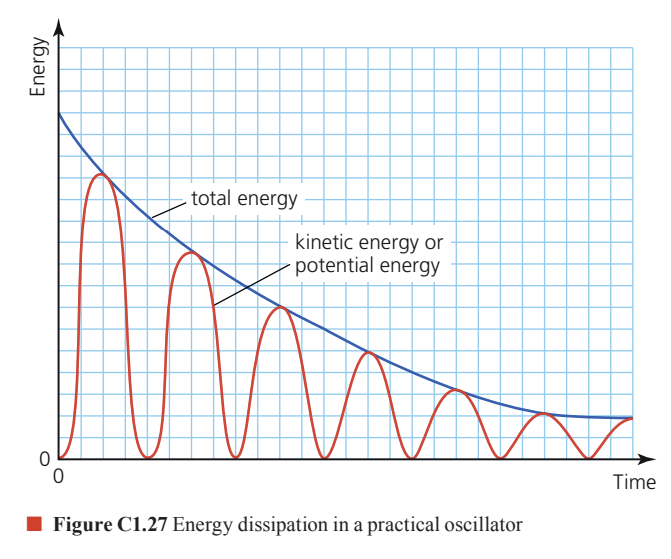 Energy
total energy
kinetic energy or
potential energy
0
0
Time
Figure C1.27 Energy dissipation in a practical oscillator